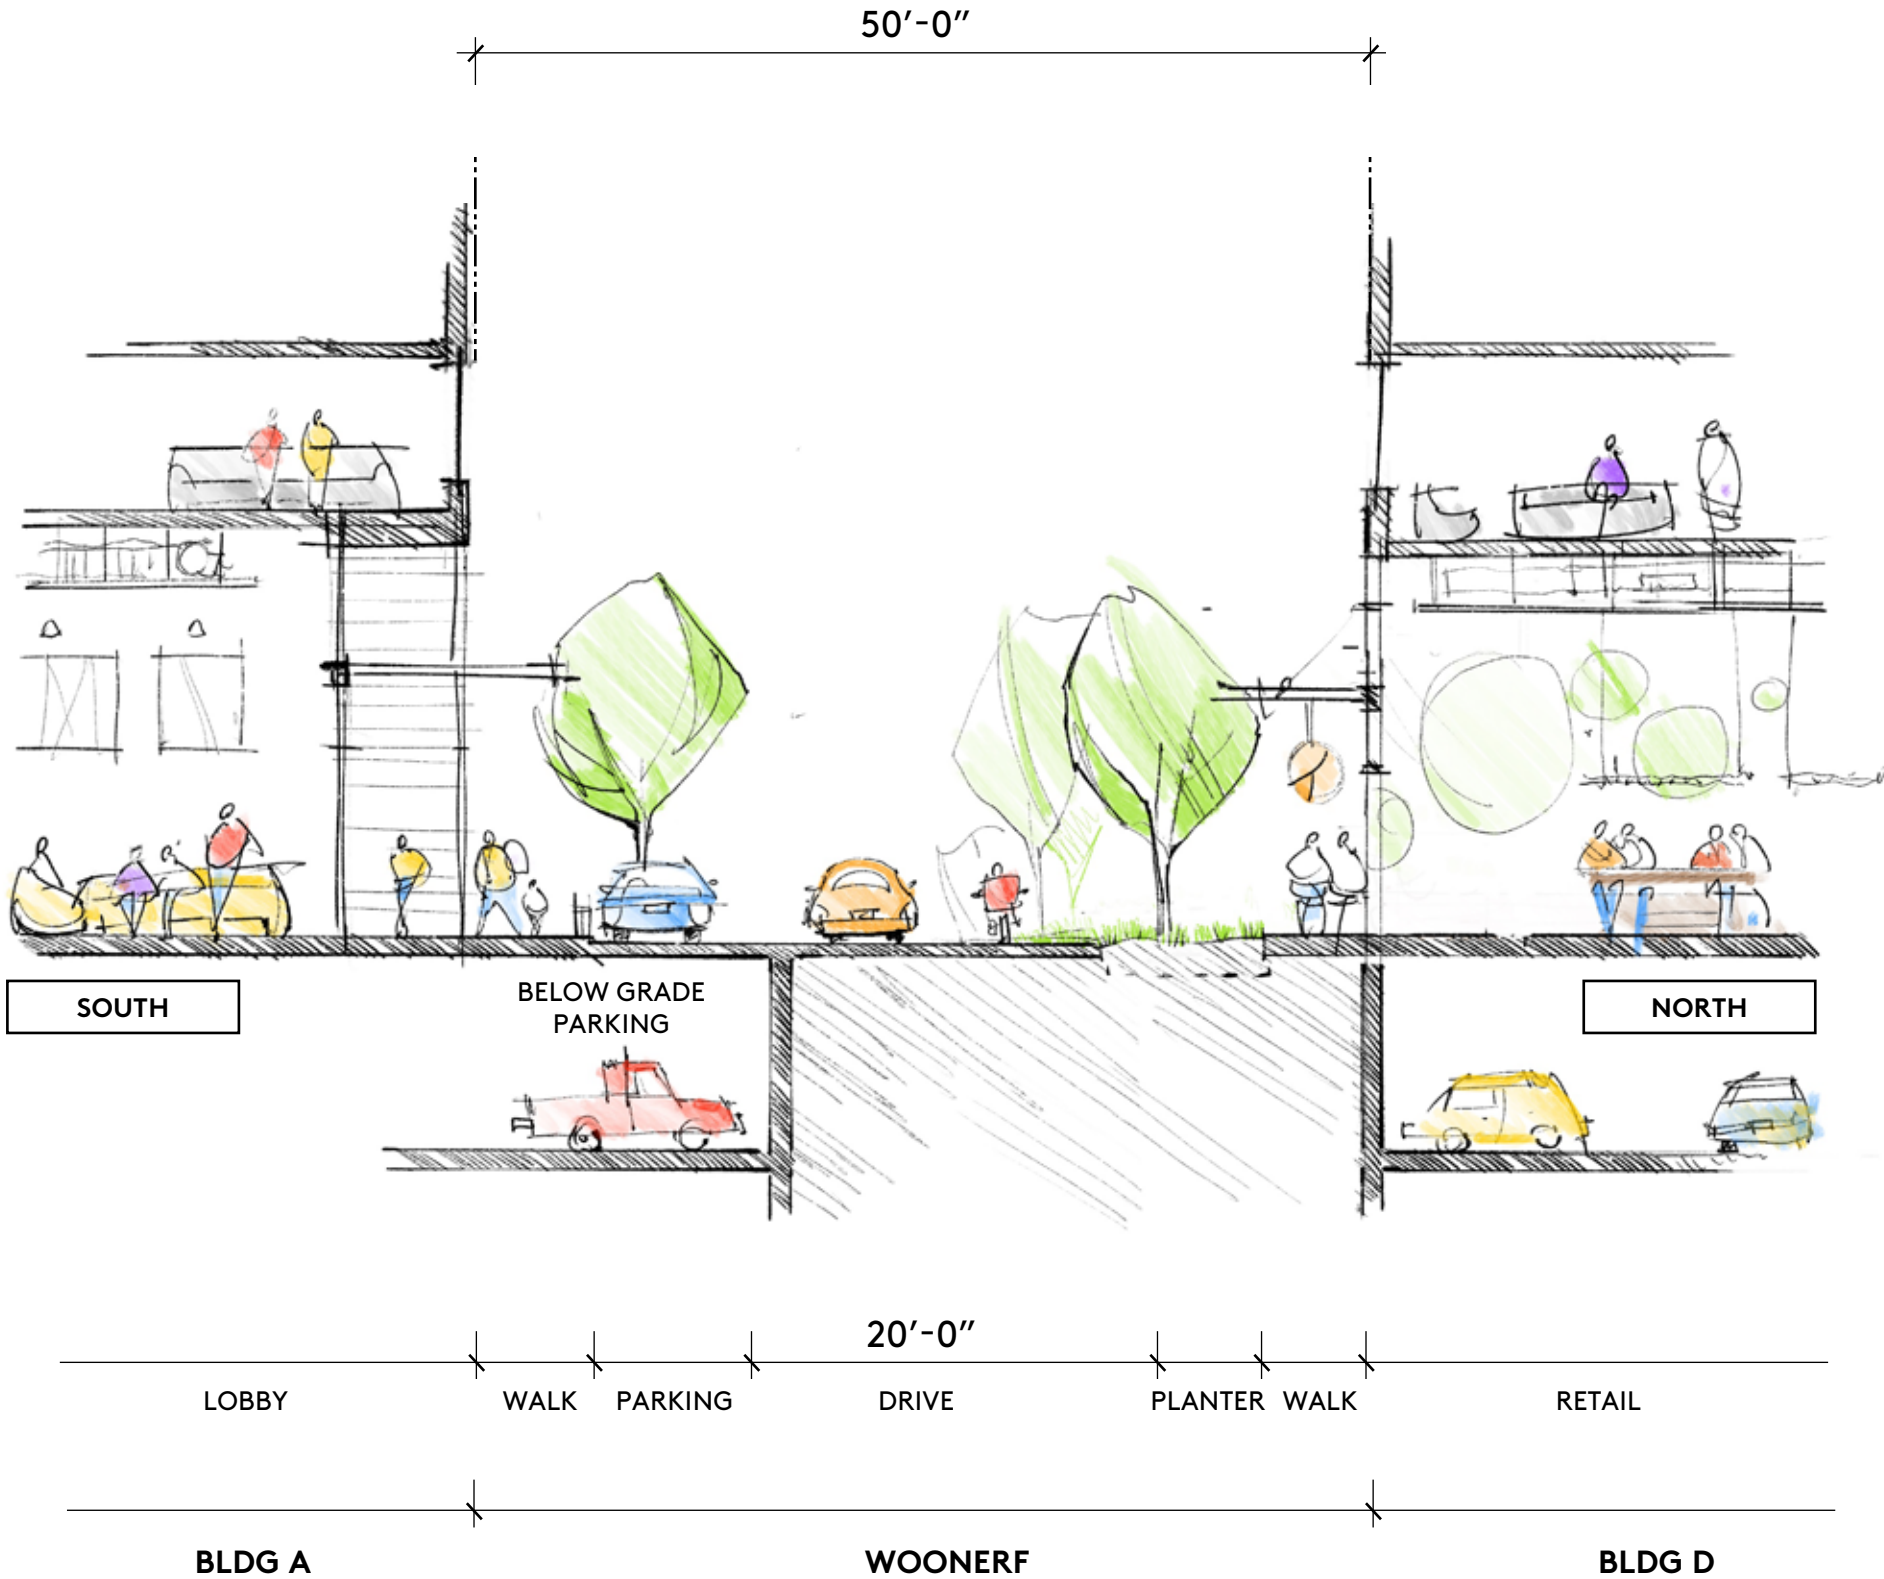 50′-0″
SOUTH
BELOW GRADE
PARKING
NORTH
20′-0″
LOBBY
WALK
PARKING
DRIVE
PLANTER
WALK
RETAIL
BLDG A
WOONERF
BLDG D